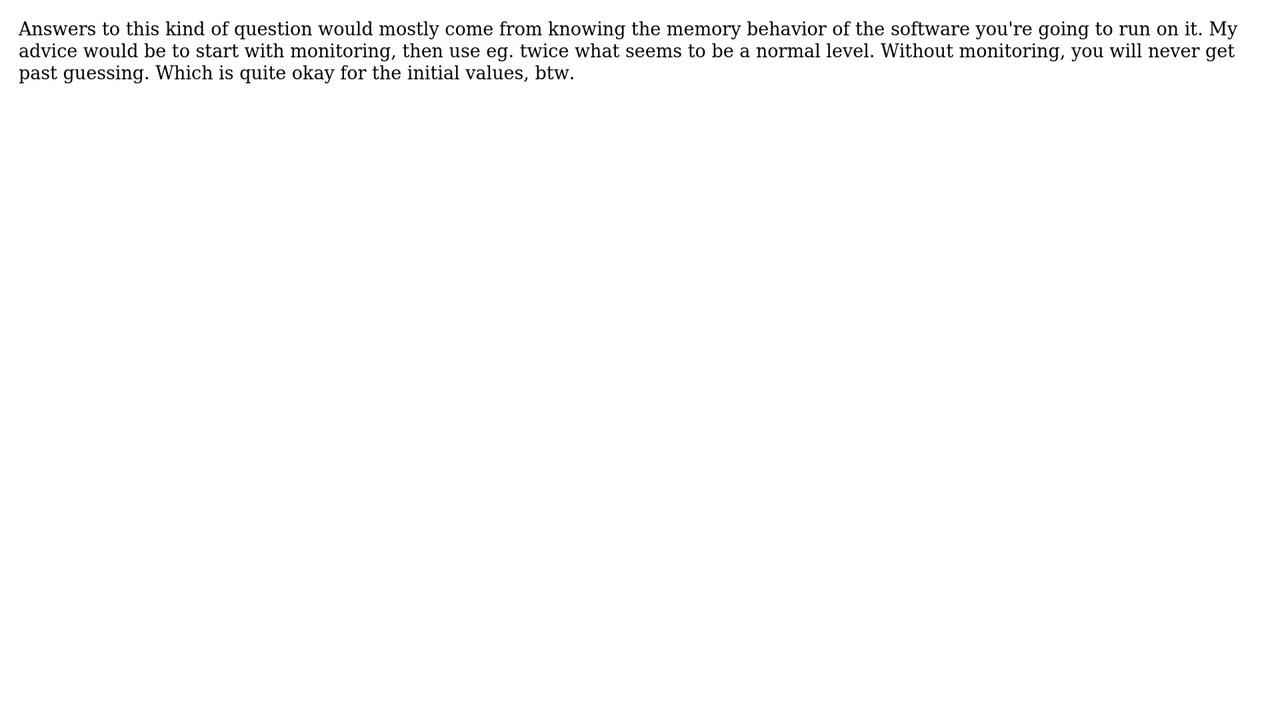 Answers to this kind of question would mostly come from knowing the memory behavior of the software you're going to run on it. My
advice would be to start with monitoring, then use eg. twice what seems to be a normal level. Without monitoring, you will never get
past guessing. Which is quite okay for the initial values, btw.